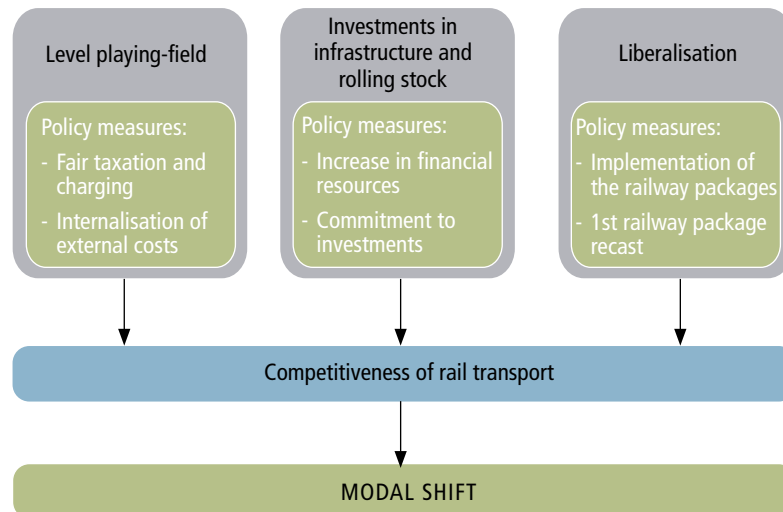 Level playing-field
Policy measures:
- Fair taxation and
charging
- Internalisation of
external costs
Investments in
infrastructure and
rolling stock
Policy measures:
- Increase in financial
resources
- Commitment to
investments
Liberalisation
Policy measures:
- Implementation of
the railway packages
- 1st railway package
recast
Competitiveness of rail transport
MODAL SHIFT